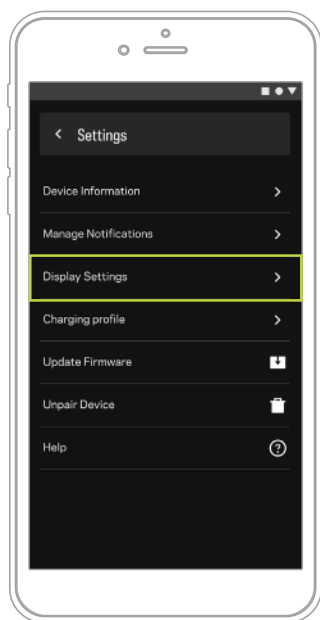 Settings
Device Information
Manage Notifications
Display Settings
Charging profile
Update Firmware
Unpair Device
Help